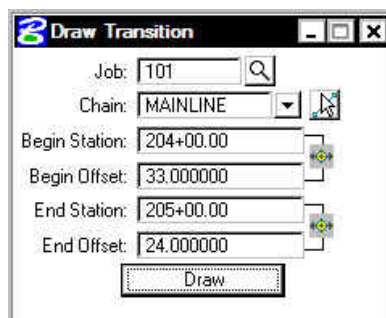 Draw Transition
Job: 101
Chain: MAINLINE
Begin Station: 204+00.00
Begin Offset: 33.000000
End Station: 205+00.00
End Offset: 24.000000
Draw